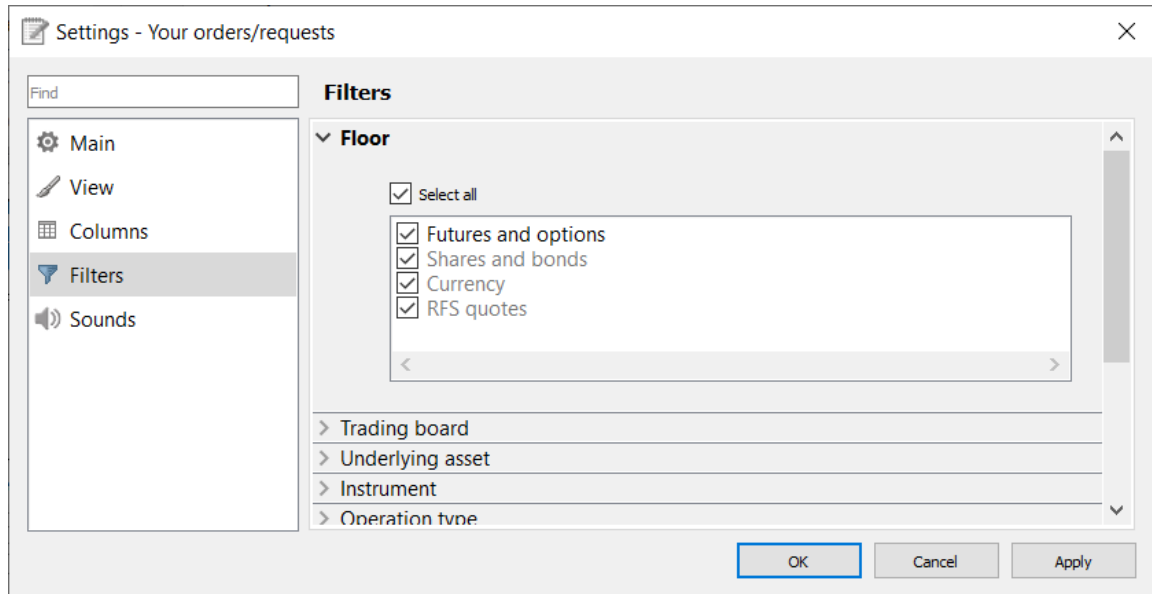 Settings - Your orders/requests
Find
Main
View
Columns
Filters
Sounds
Filters
Floor
Select all
Futures and options
Shares and bonds
Currency
RFS quotes
Trading board
Underlying asset
Instrument
Operation type
OK
Cancel
Apply